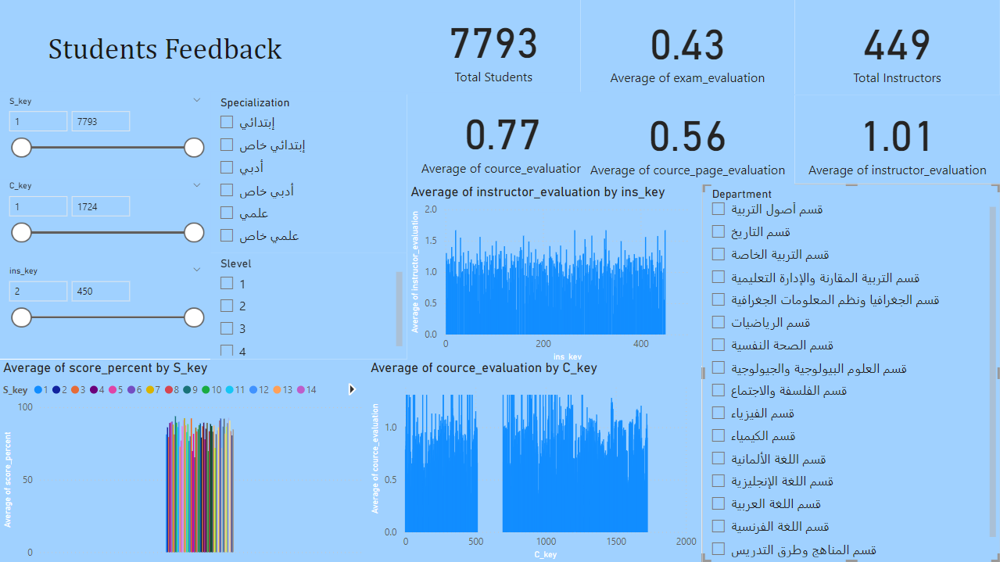 Students Feedback
7793
Total Students
0.43
Average of exam_evaluation
449
Total Instructors
0.77
Average of cource_evaluation
0.56
Average of cource_page_evaluation
1.01
Average of instructor_evaluation
S_key
1
7793
C_key
1
1724
ins_key
2
450
Specialization
إبتدائي
إبتدائي خاص
أدبي
أدبي خاص
علمي
علمي خاص
Slevel
1
2
3
4
Average of instructor_evaluation by ins_key
Average of instructor_evaluation
2.0
1.5
1.0
0.5
0.0
0
200
400
ins_key
Department
قسم أصول التربية
قسم التاريخ
قسم التربية الخاصة
قسم التربية المقارنة والإدارة التعليمية
قسم الجغرافيا ونظم المعلومات الجغرافية
قسم الرياضيات
قسم الصحة النفسية
قسم العلوم البيولوجية والجيولوجية
قسم الفلسفة والاجتماع
قسم الفيزياء
قسم الكيمياء
قسم اللغة الألمانية
قسم اللغة الإنجليزية
قسم اللغة العربية
قسم اللغة الفرنسية
قسم المناهج وطرق التدريس
Average of score_percent by S_key
S_key 1 2 3 4 5 6 7 8 9 10 11 12 13 14
Average of score_percent
100
50
0
Average of cource_evaluation by C_key
Average of cource_evaluation
1.0
0.5
0.0
0
500
1000
1500
2000
C_key